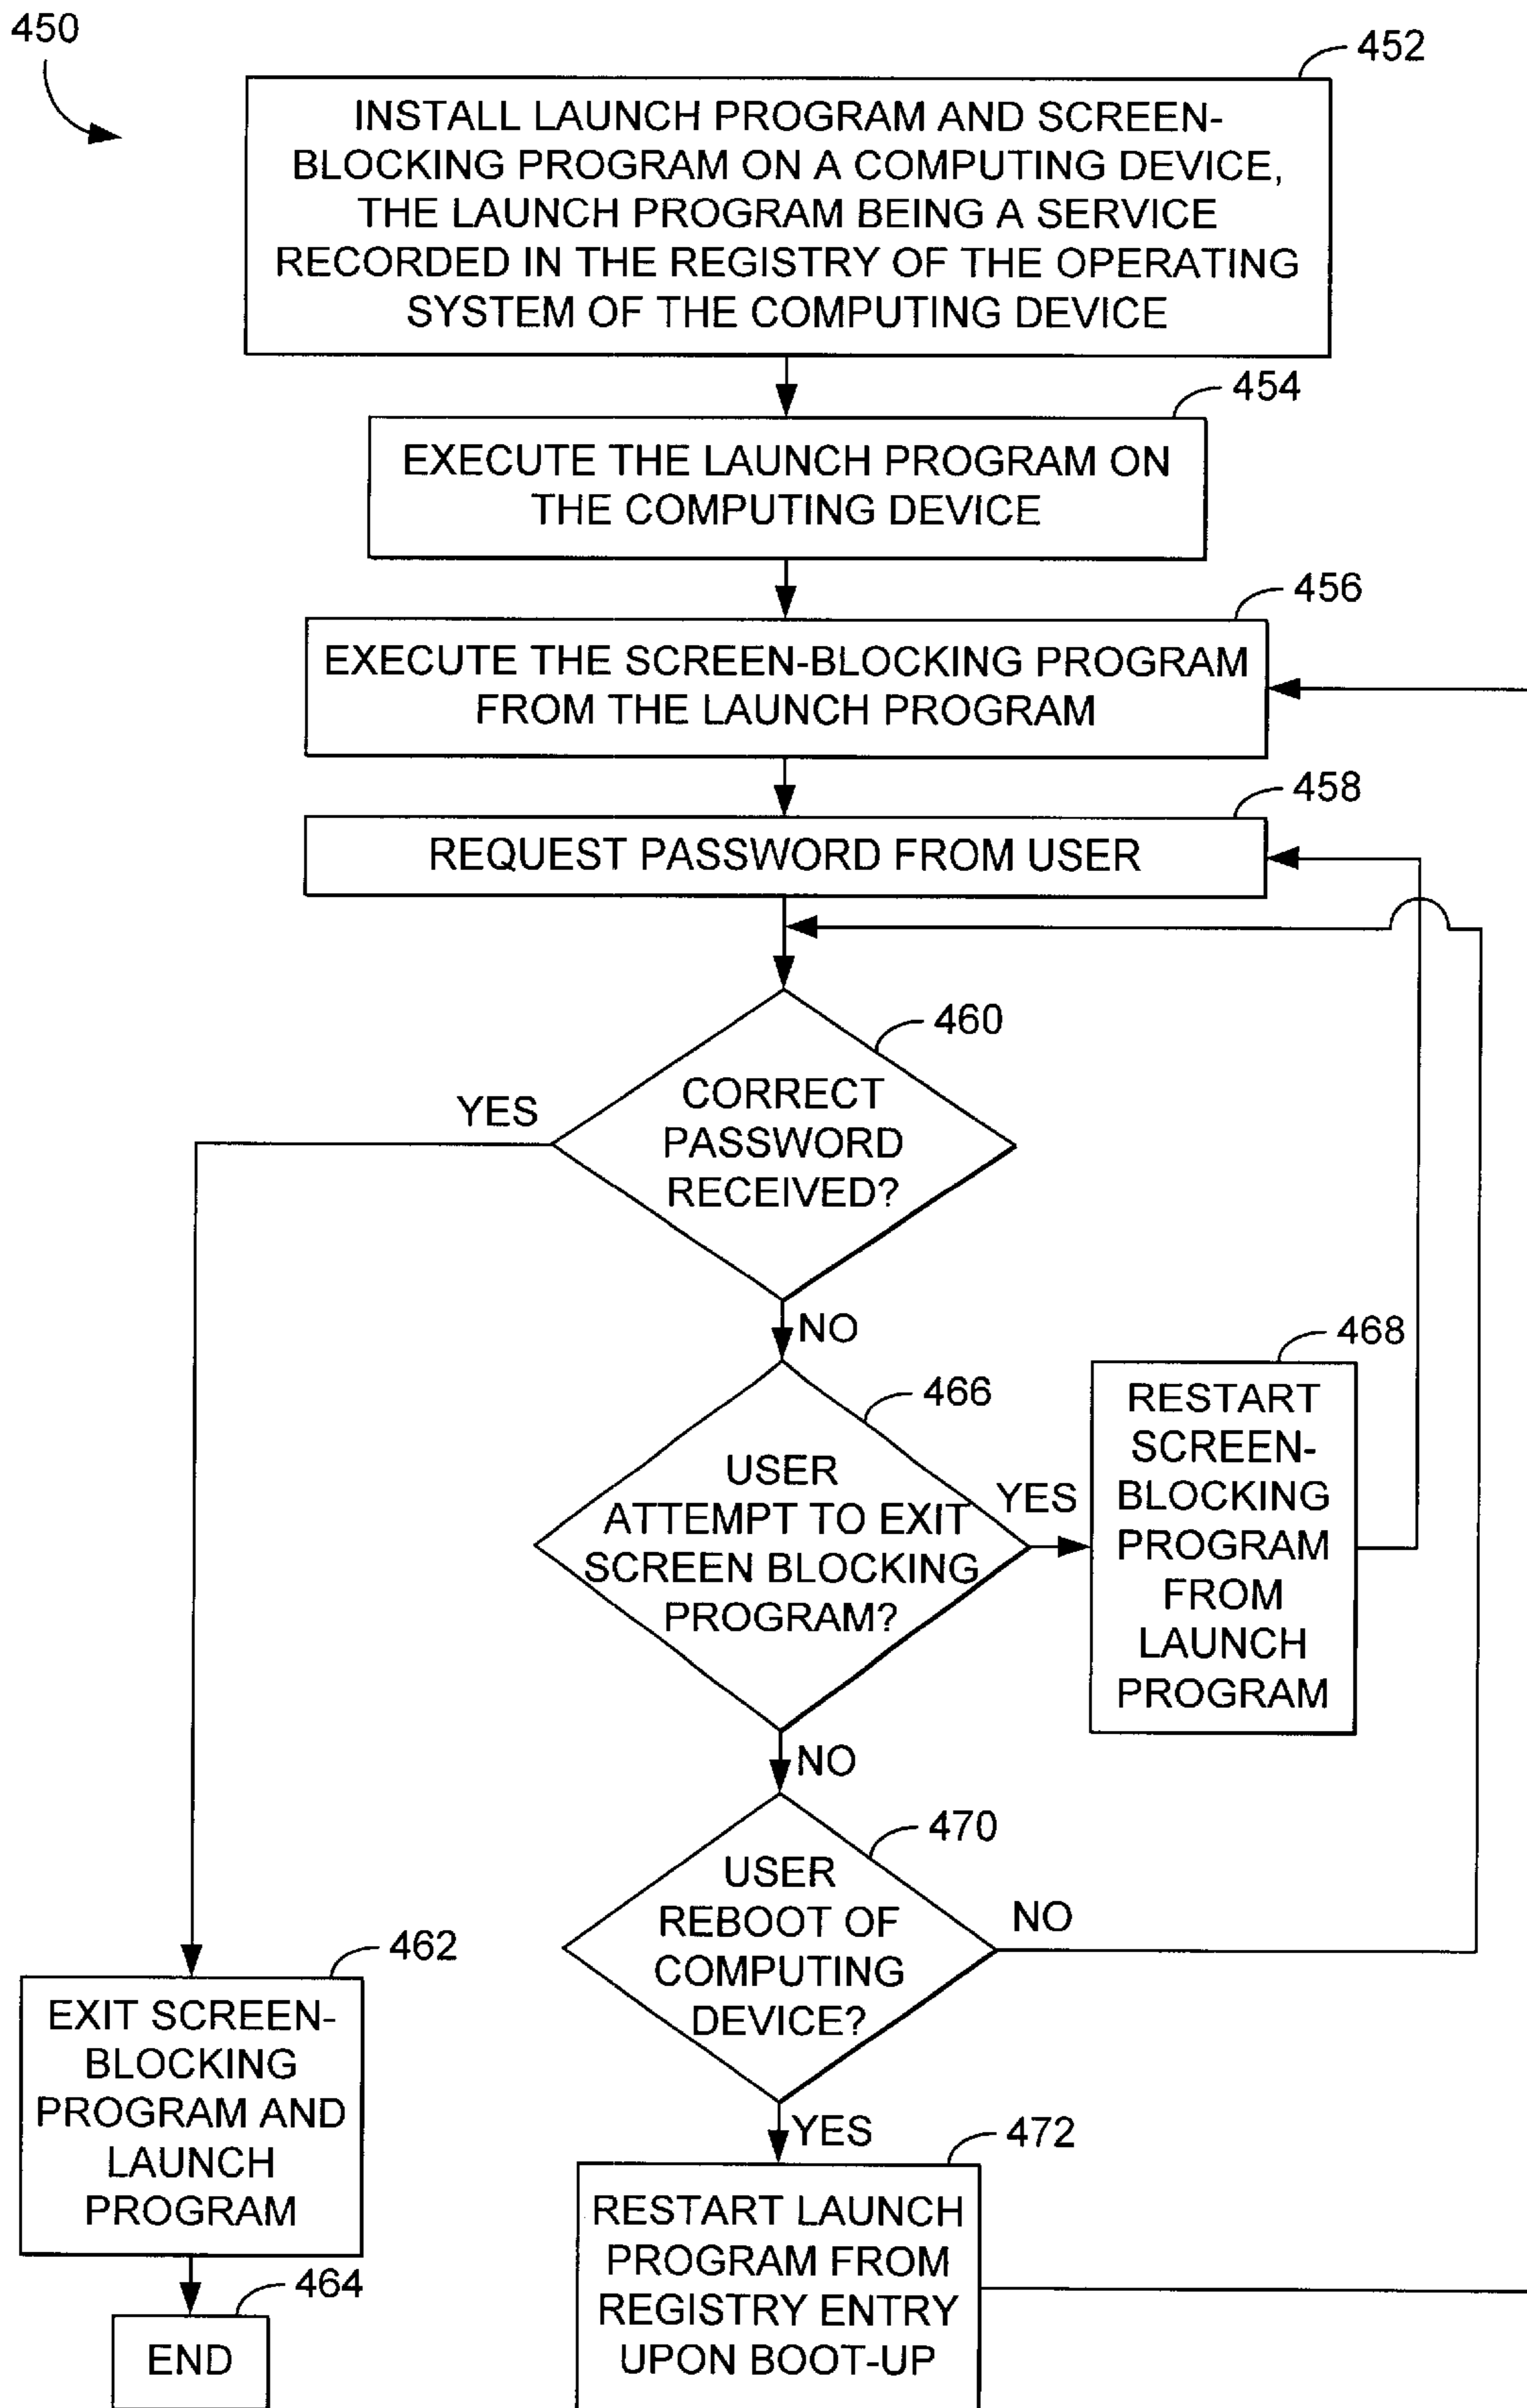 450
452
INSTALL LAUNCH PROGRAM AND SCREEN-
BLOCKING PROGRAM ON A COMPUTING DEVICE,
THE LAUNCH PROGRAM BEING A SERVICE
RECORDED IN THE REGISTRY OF THE OPERATING
SYSTEM OF THE COMPUTING DEVICE
454
EXECUTE THE LAUNCH PROGRAM ON
THE COMPUTING DEVICE
456
EXECUTE THE SCREEN-BLOCKING PROGRAM
FROM THE LAUNCH PROGRAM
458
REQUEST PASSWORD FROM USER
460
CORRECT
PASSWORD
RECEIVED?
YES
NO
466
USER
ATTEMPT TO EXIT
SCREEN BLOCKING
PROGRAM?
YES
468
RESTART
SCREEN-
BLOCKING
PROGRAM
FROM
LAUNCH
PROGRAM
NO
470
USER
REBOOT OF
COMPUTING
DEVICE?
NO
462
EXIT SCREEN-
BLOCKING
PROGRAM AND
LAUNCH
PROGRAM
YES
472
RESTART LAUNCH
PROGRAM FROM
REGISTRY ENTRY
UPON BOOT-UP
464
END